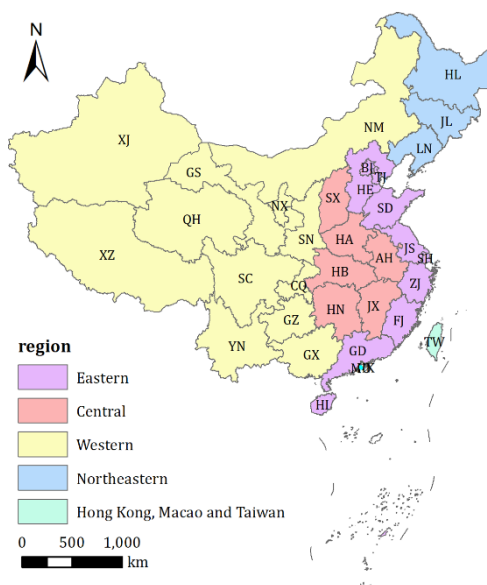 N
HL
XJ
JL
NM
LN
GS
BJ
TJ
HE
SX
NX
SD
QH
SN
HA
JS
XZ
AH
SH
SC
CQ
HB
ZJ
HN
JX
GZ
FJ
YN
GX
GD
TW
HI
region
Eastern
Central
Western
Northeastern
Hong Kong, Macao and Taiwan
0 500 1,000
km